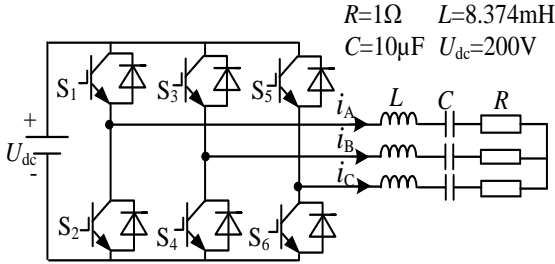 R=1Ω L=8.374mH
C=10μF U_dc=200V
S₁ S₃ S₅
i_A L C R
+
U_dc
-
i_B
i_C
S₂ S₄ S₆